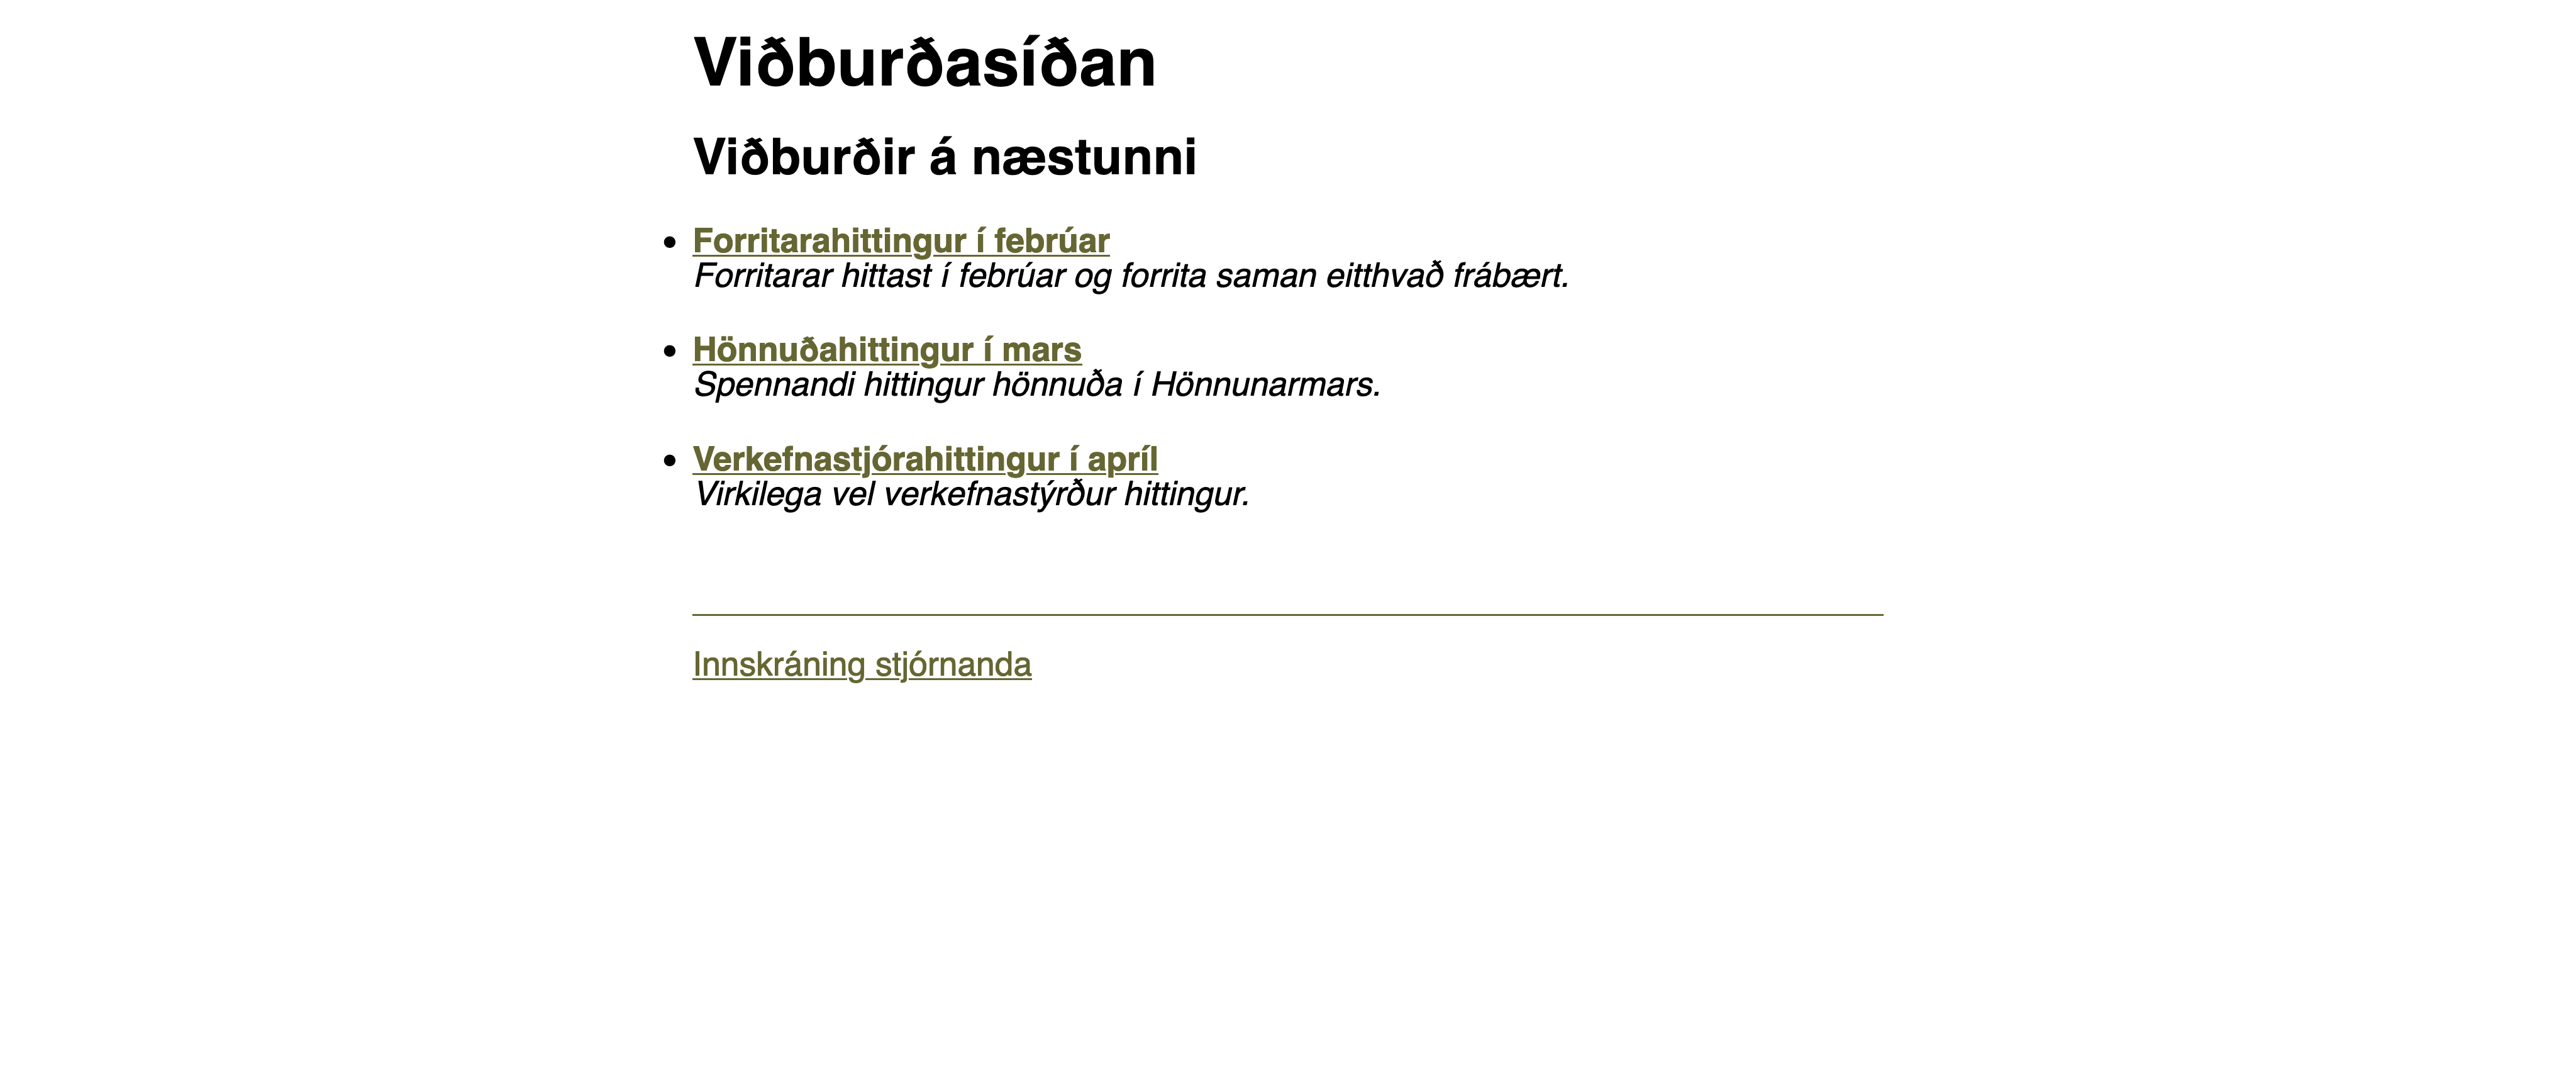 Viðburðasíðan
Viðburðir á næstunni
Forritarahittingur í febrúar
Forritarar hittast í febrúar og forrita saman eitthvað frábært.
Hönnuðahittingur í mars
Spennandi hittingur hönnuða í Hönnunarmars.
Verkefnastjórahittingur í apríl
Virkilega vel verkefnastýrður hittingur.
Innskráning stjórnanda